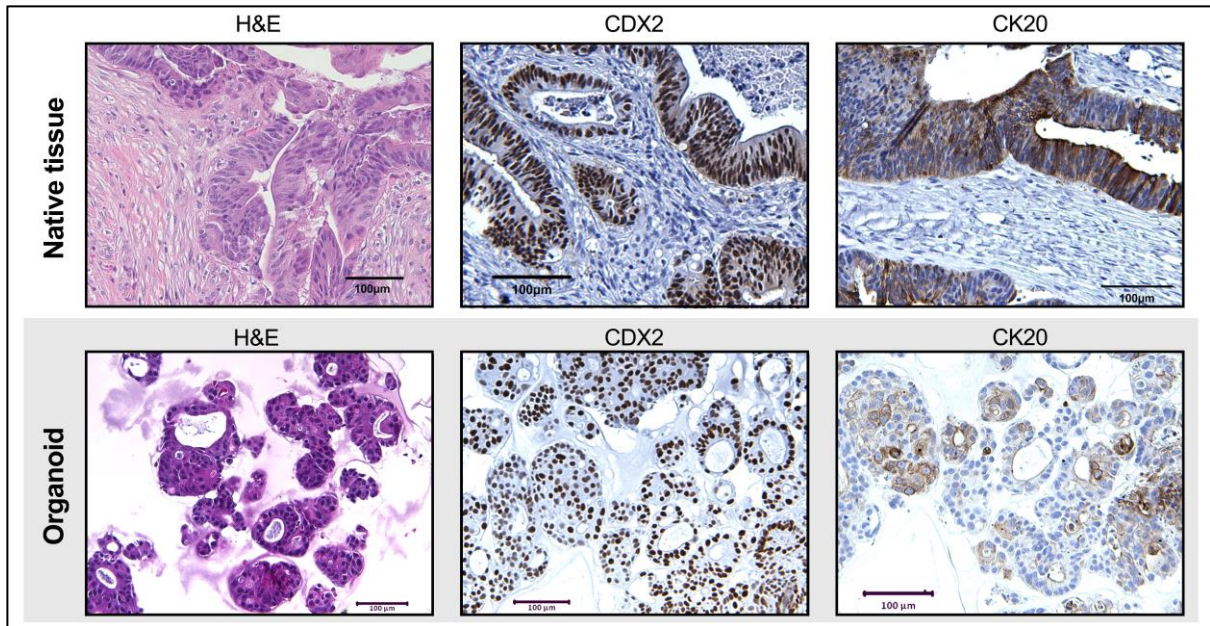 H&E CDX2 CK20
Native tissue
100μm 100μm 100μm
H&E CDX2 CK20
Organoid
100 μm 100 μm 100 μm